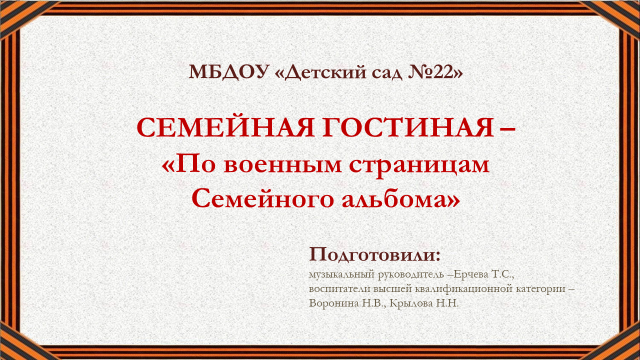 МБДОУ «Детский сад №22»
СЕМЕЙНАЯ ГОСТИНАЯ –
«По военным страницам
Семейного альбома»
Подготовили:
музыкальный руководитель –Ерчева Т.С.,
воспитатели высшей квалификационной категории –
Воронина Н.В., Крылова Н.Н.